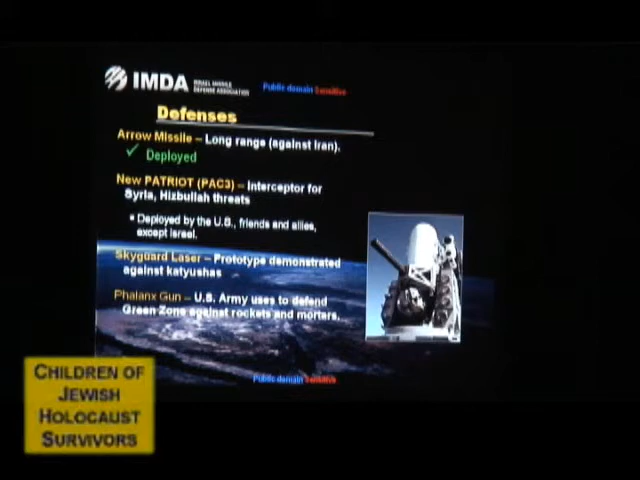 IMDA ISRAEL MISSILE
DEFENSE ASSOCIATION
Public domain Sensitive
Defenses
Arrow Missile – Long range (against Iran).
✓ Deployed
New PATRIOT (PAC3) – Interceptor for
Syria, Hizbullah threats
▪ Deployed by the U.S., friends and allies,
except Israel.
Skyguard Laser – Prototype demonstrated
against katyushas
Phalanx Gun – U.S. Army uses to defend
Green Zone against rockets and mortars.
Public domain Sensitive
CHILDREN OF
JEWISH
HOLOCAUST
SURVIVORS